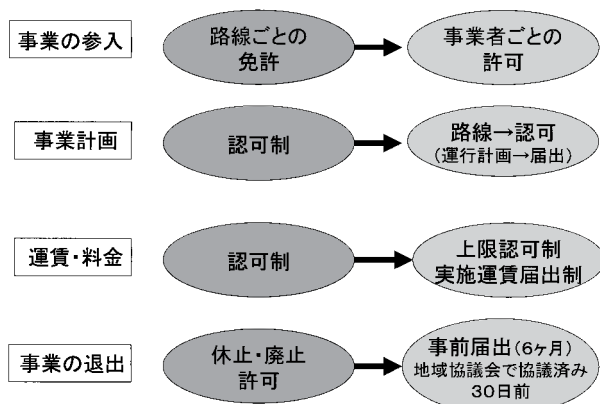 事業の参入
路線ごとの
免許
事業者ごとの
許可
事業計画
認可制
路線→認可
(運行計画→届出)
運賃・料金
認可制
上限認可制
実施運賃届出制
事業の退出
休止・廃止
許可
事前届出(6ヶ月)
地域協議会で協議済み
30日前